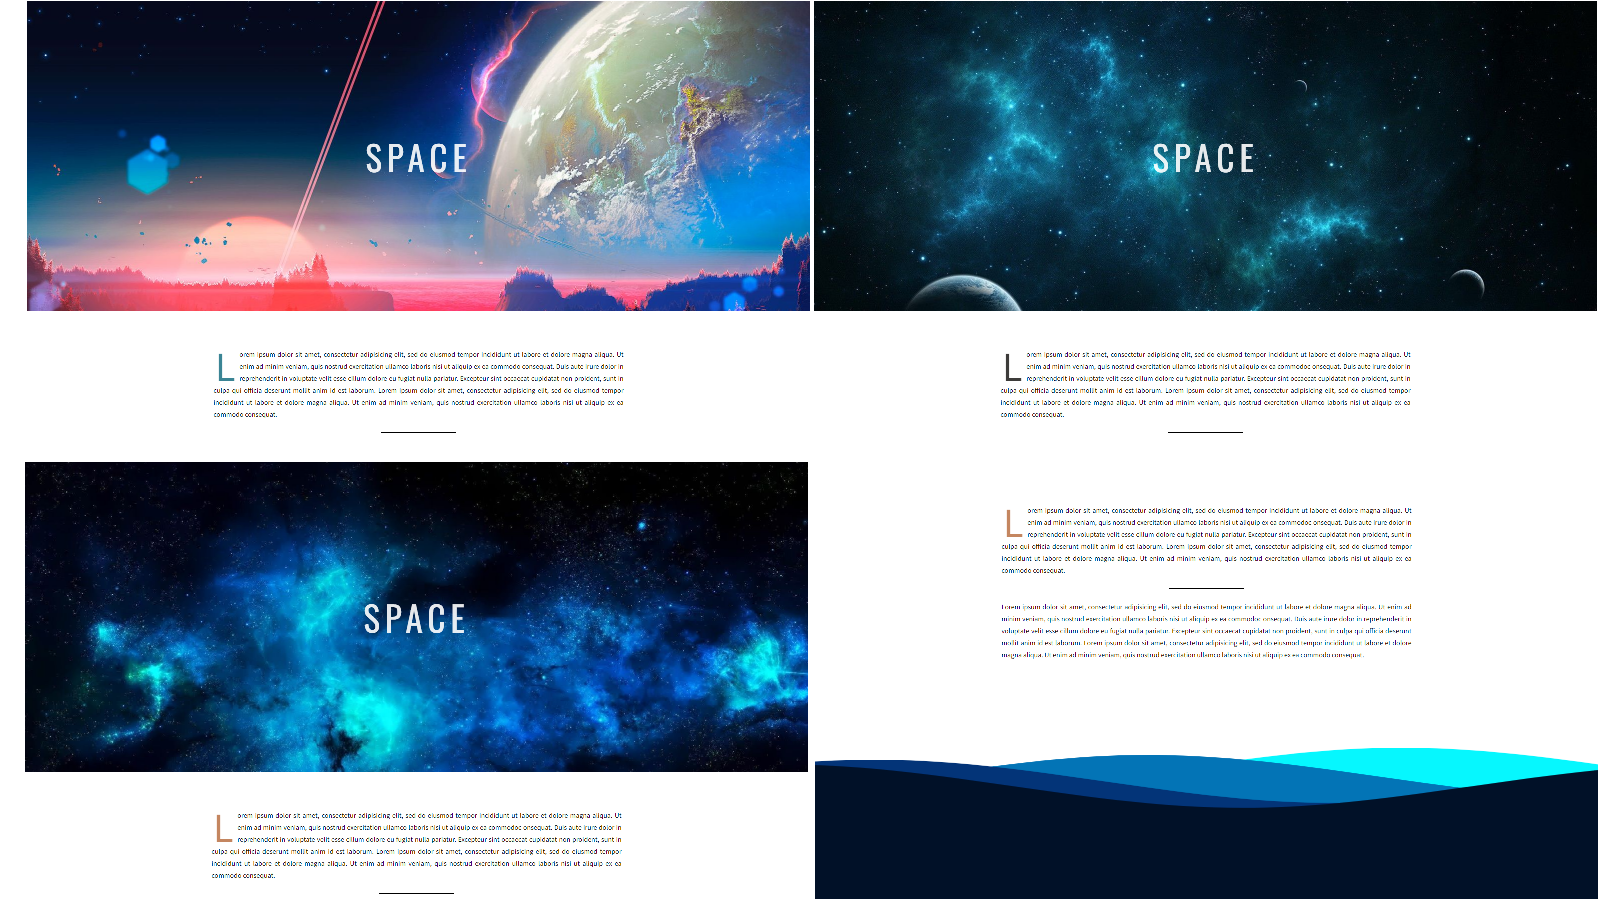 SPACE
Lorem ipsum dolor sit amet, consectetur adipisicing elit, sed do eiusmod tempor incididunt ut labore et dolore magna aliqua. Ut
enim ad minim veniam, quis nostrud exercitation ullamco laboris nisi ut aliquip ex ea commodo consequat. Duis aute irure dolor in
reprehenderit in voluptate velit esse cillum dolore eu fugiat nulla pariatur. Excepteur sint occaecat cupidatat non proident, sunt in
culpa qui officia deserunt mollit anim id est laborum. Lorem ipsum dolor sit amet, consectetur adipisicing elit, sed do eiusmod tempor
incididunt ut labore et dolore magna aliqua. Ut enim ad minim veniam, quis nostrud exercitation ullamco laboris nisi ut aliquip ex ea
commodo consequat.
SPACE
Lorem ipsum dolor sit amet, consectetur adipisicing elit, sed do eiusmod tempor incididunt ut labore et dolore magna aliqua. Ut
enim ad minim veniam, quis nostrud exercitation ullamco laboris nisi ut aliquip ex ea commodo consequat. Duis aute irure dolor in
reprehenderit in voluptate velit esse cillum dolore eu fugiat nulla pariatur. Excepteur sint occaecat cupidatat non proident, sunt in
culpa qui officia deserunt mollit anim id est laborum. Lorem ipsum dolor sit amet, consectetur adipisicing elit, sed do eiusmod tempor
incididunt ut labore et dolore magna aliqua. Ut enim ad minim veniam, quis nostrud exercitation ullamco laboris nisi ut aliquip ex ea
commodo consequat.
SPACE
Lorem ipsum dolor sit amet, consectetur adipisicing elit, sed do eiusmod tempor incididunt ut labore et dolore magna aliqua. Ut
enim ad minim veniam, quis nostrud exercitation ullamco laboris nisi ut aliquip ex ea commodoc onsequat. Duis aute irure dolor in
reprehenderit in voluptate velit esse cillum dolore eu fugiat nulla pariatur. Excepteur sint occaecat cupidatat non proident, sunt in
culpa qui officia deserunt mollit anim id est laborum. Lorem ipsum dolor sit amet, consectetur adipisicing elit, sed do eiusmod tempor
incididunt ut labore et dolore magna aliqua. Ut enim ad minim veniam, quis nostrud exercitation ullamco laboris nisi ut aliquip ex ea
commodo consequat.
Lorem ipsum dolor sit amet, consectetur adipisicing elit, sed do eiusmod tempor incididunt ut labore et dolore magna aliqua. Ut
enim ad minim veniam, quis nostrud exercitation ullamco laboris nisi ut aliquip ex ea commodoc onsequat. Duis aute irure dolor in
reprehenderit in voluptate velit esse cillum dolore eu fugiat nulla pariatur. Excepteur sint occaecat cupidatat non proident, sunt in
culpa qui officia deserunt mollit anim id est laborum. Lorem ipsum dolor sit amet, consectetur adipisicing elit, sed do eiusmod tempor
incididunt ut labore et dolore magna aliqua. Ut enim ad minim veniam, quis nostrud exercitation ullamco laboris nisi ut aliquip ex ea
commodo consequat.
Lorem ipsum dolor sit amet, consectetur adipisicing elit, sed do eiusmod tempor incididunt ut labore et dolore magna aliqua. Ut enim ad
minim veniam, quis nostrud exercitation ullamco laboris nisi ut aliquip ex ea commodoc onsequat. Duis aute irure dolor in reprehenderit in
voluptate velit esse cillum dolore eu fugiat nulla pariatur. Excepteur sint occaecat cupidatat non proident, sunt in culpa qui officia deserunt
mollit anim id est laborum. Lorem ipsum dolor sit amet, consectetur adipisicing elit, sed do eiusmod tempor incididunt ut labore et dolore
magna aliqua. Ut enim ad minim veniam, quis nostrud exercitation ullamco laboris nisi ut aliquip ex ea commodo consequat.